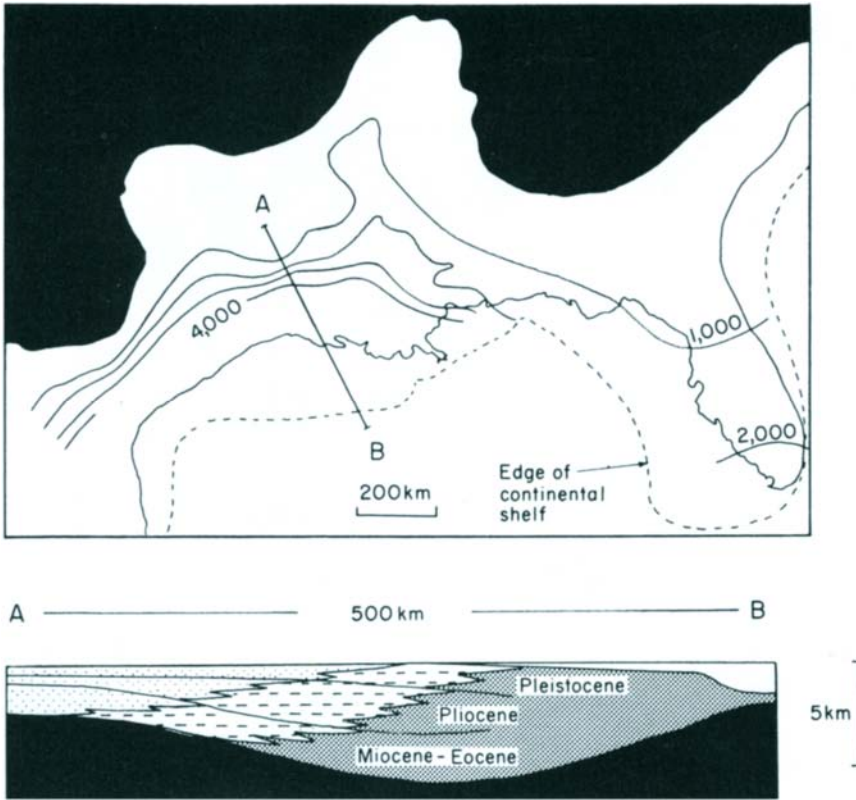 A
4,000
1,000
2,000
B
200km
Edge of
continental
shelf
A 500 km B
Pleistocene
Pliocene
Miocene-Eocene
5km